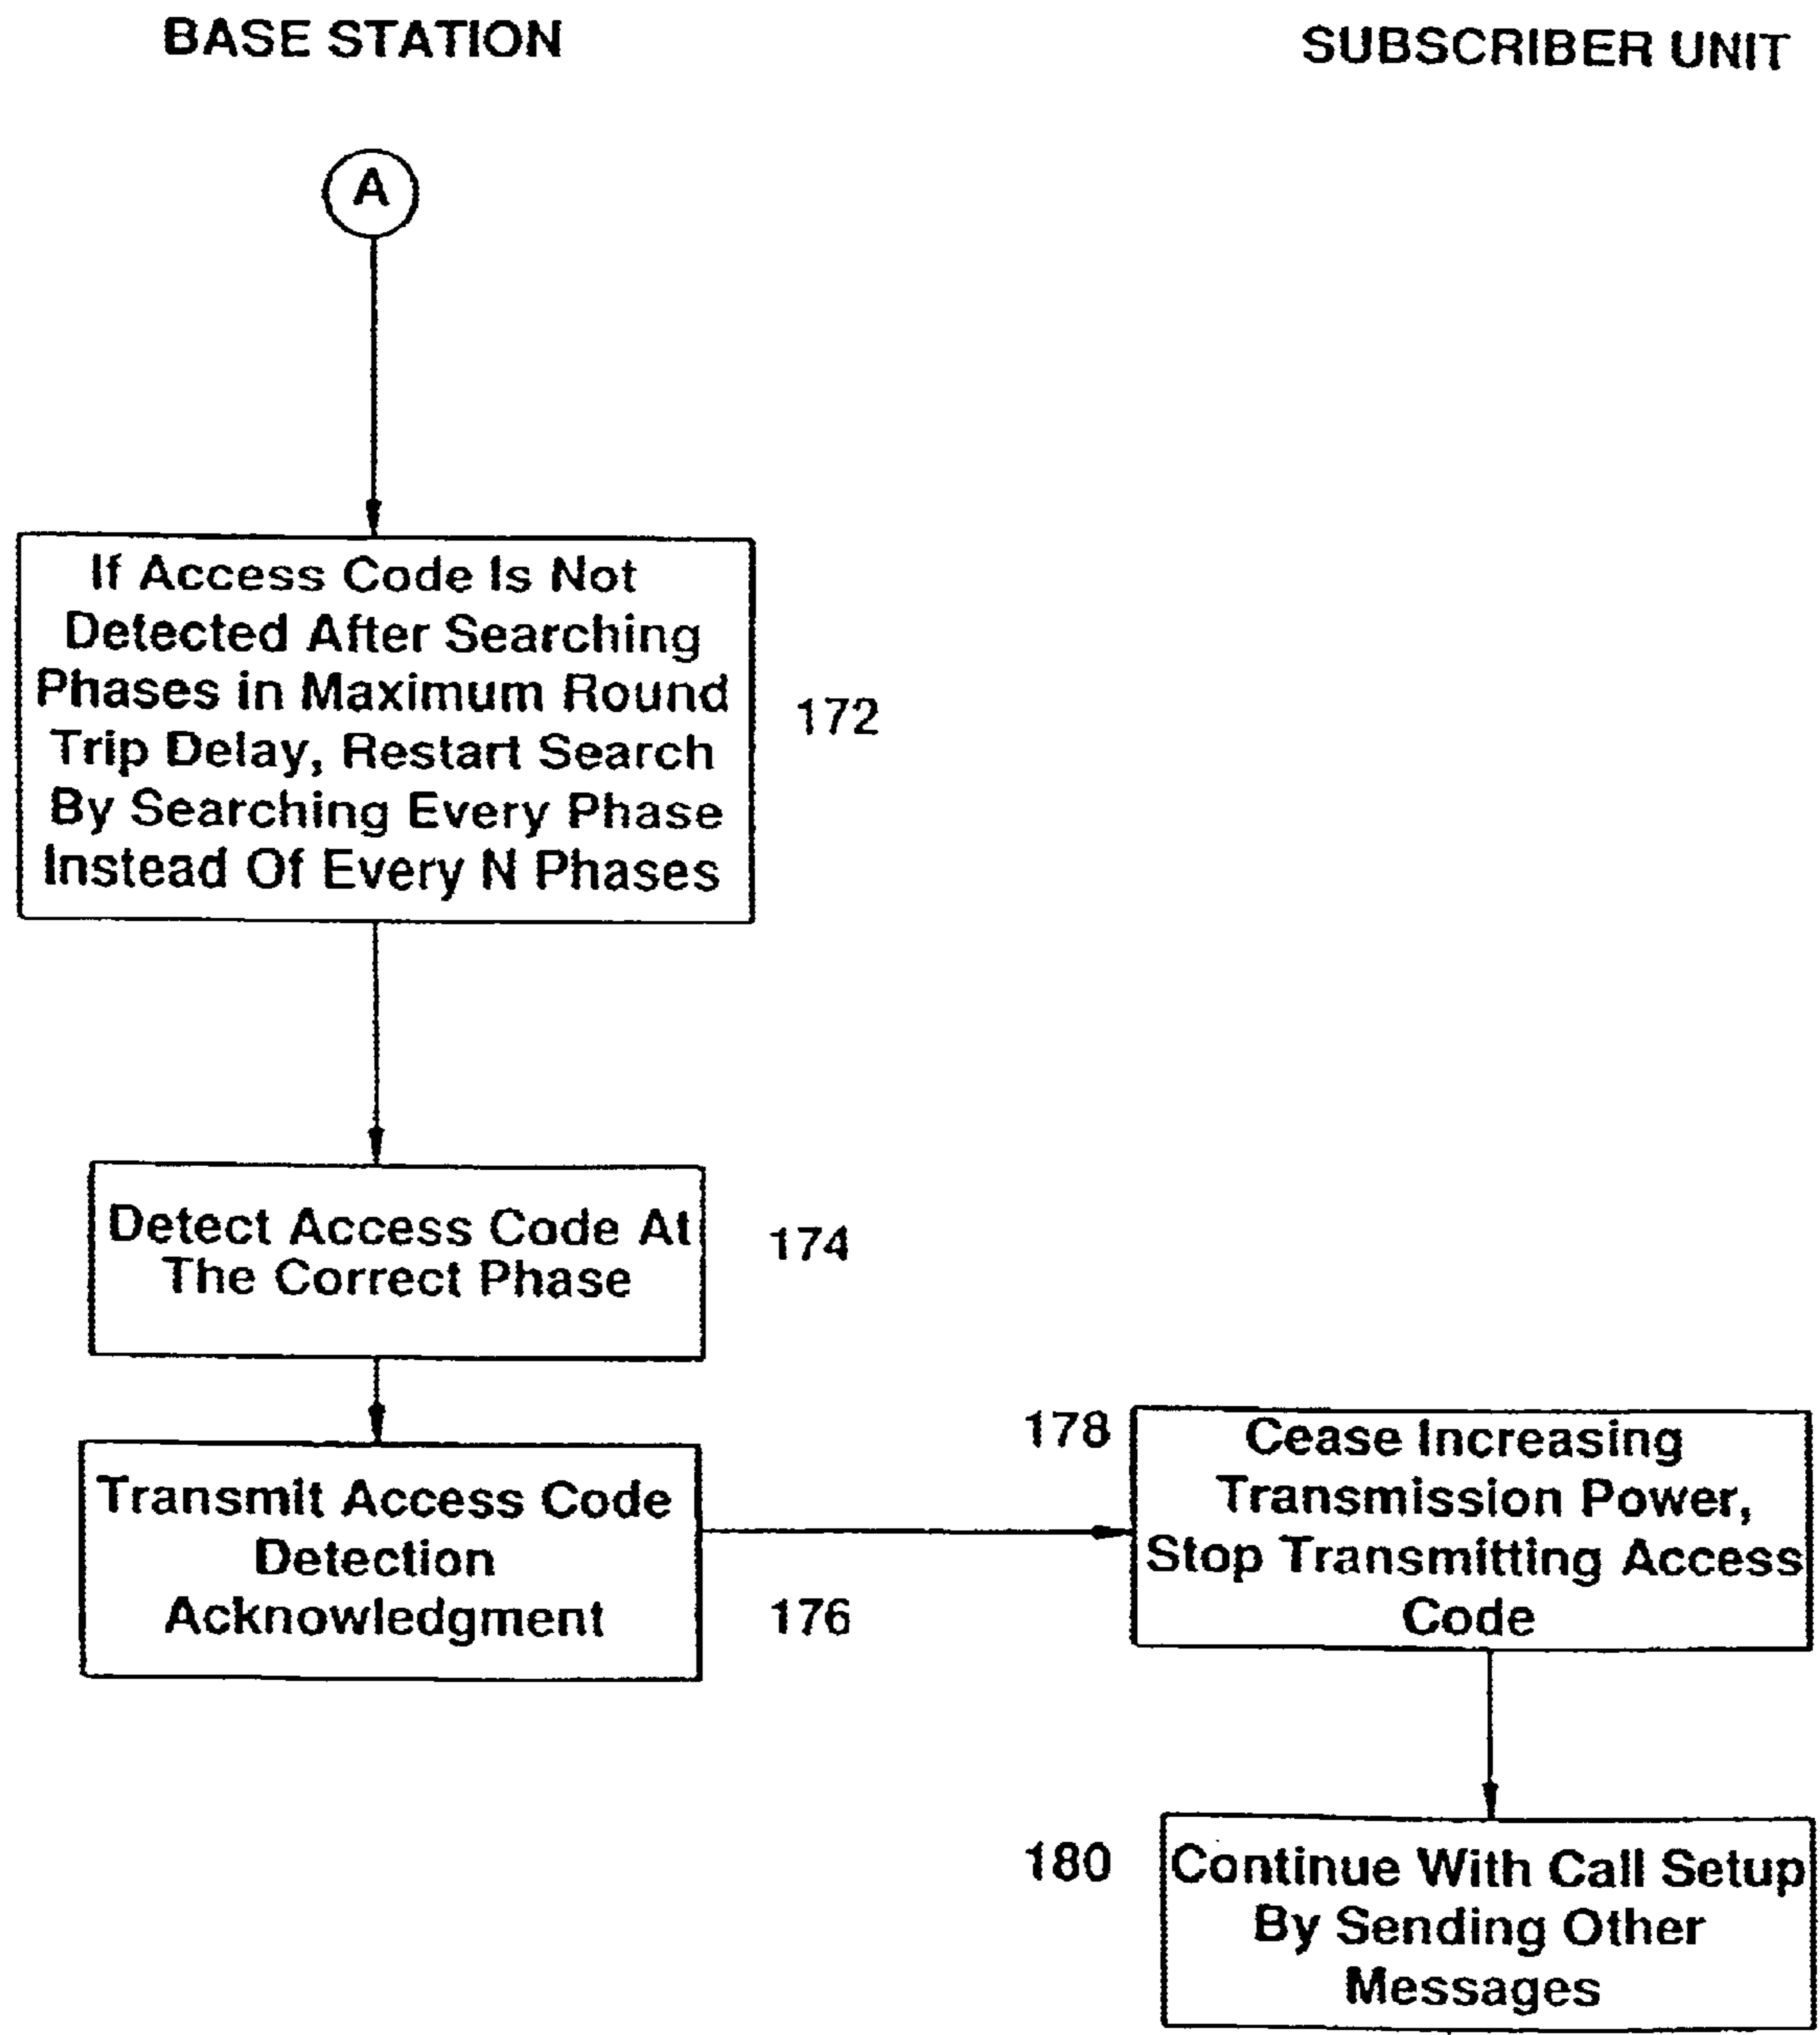 BASE STATION
SUBSCRIBER UNIT
A
If Access Code Is Not
Detected After Searching
Phases in Maximum Round
Trip Delay, Restart Search
By Searching Every Phase
Instead Of Every N Phases
172
Detect Access Code At
The Correct Phase
174
Transmit Access Code
Detection
Acknowledgment
176
178
Cease Increasing
Transmission Power,
Stop Transmitting Access
Code
180
Continue With Call Setup
By Sending Other
Messages